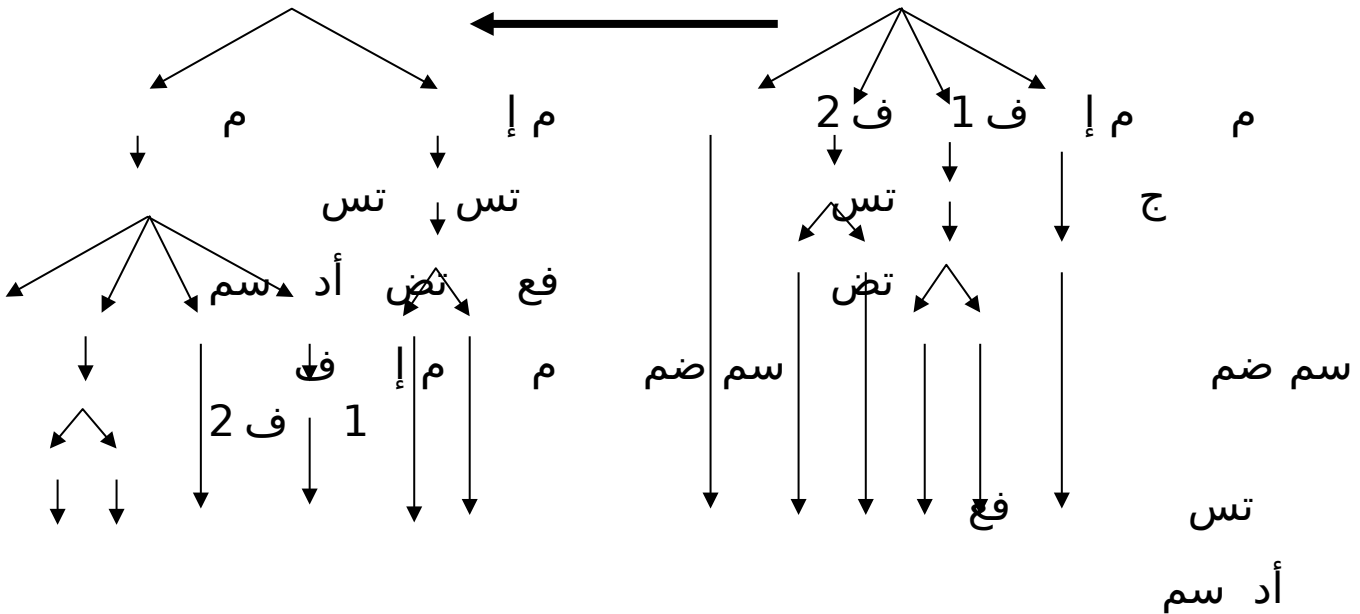 م م إ ف 1 ف 2 م إ م
ج تس تس تس
تض فع تض أد سم
سم ضم سم ضم م م إ ف
1 ف 2
تس فع
أد سم